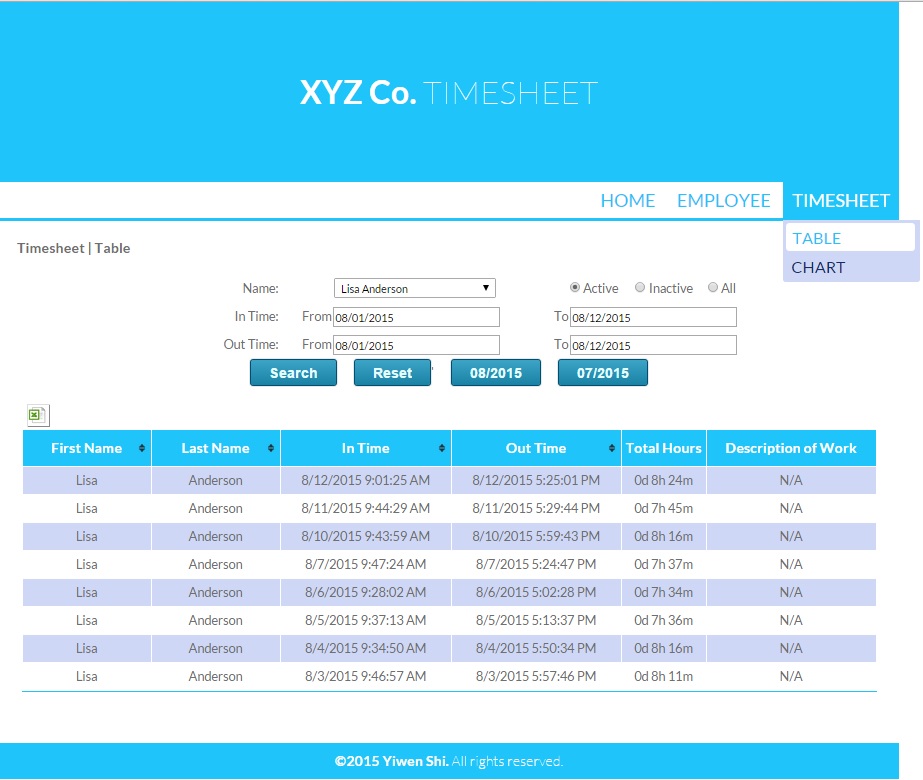 XYZ Co. TIMESHEET
HOME EMPLOYEE TIMESHEET
TABLE
CHART
Timesheet | Table
Name: Lisa Anderson Active Inactive All
In Time: From 08/01/2015 To 08/12/2015
Out Time: From 08/01/2015 To 08/12/2015
Search Reset 08/2015 07/2015
First Name Last Name In Time Out Time Total Hours Description of Work
Lisa Anderson 8/12/2015 9:01:25 AM 8/12/2015 5:25:01 PM 0d 8h 24m N/A
Lisa Anderson 8/11/2015 9:44:29 AM 8/11/2015 5:29:44 PM 0d 7h 45m N/A
Lisa Anderson 8/10/2015 9:43:59 AM 8/10/2015 5:59:43 PM 0d 8h 16m N/A
Lisa Anderson 8/7/2015 9:47:24 AM 8/7/2015 5:24:47 PM 0d 7h 37m N/A
Lisa Anderson 8/6/2015 9:28:02 AM 8/6/2015 5:02:28 PM 0d 7h 34m N/A
Lisa Anderson 8/5/2015 9:37:13 AM 8/5/2015 5:13:37 PM 0d 7h 36m N/A
Lisa Anderson 8/4/2015 9:34:50 AM 8/4/2015 5:50:34 PM 0d 8h 16m N/A
Lisa Anderson 8/3/2015 9:46:57 AM 8/3/2015 5:57:46 PM 0d 8h 11m N/A
©2015 Yiwen Shi. All rights reserved.